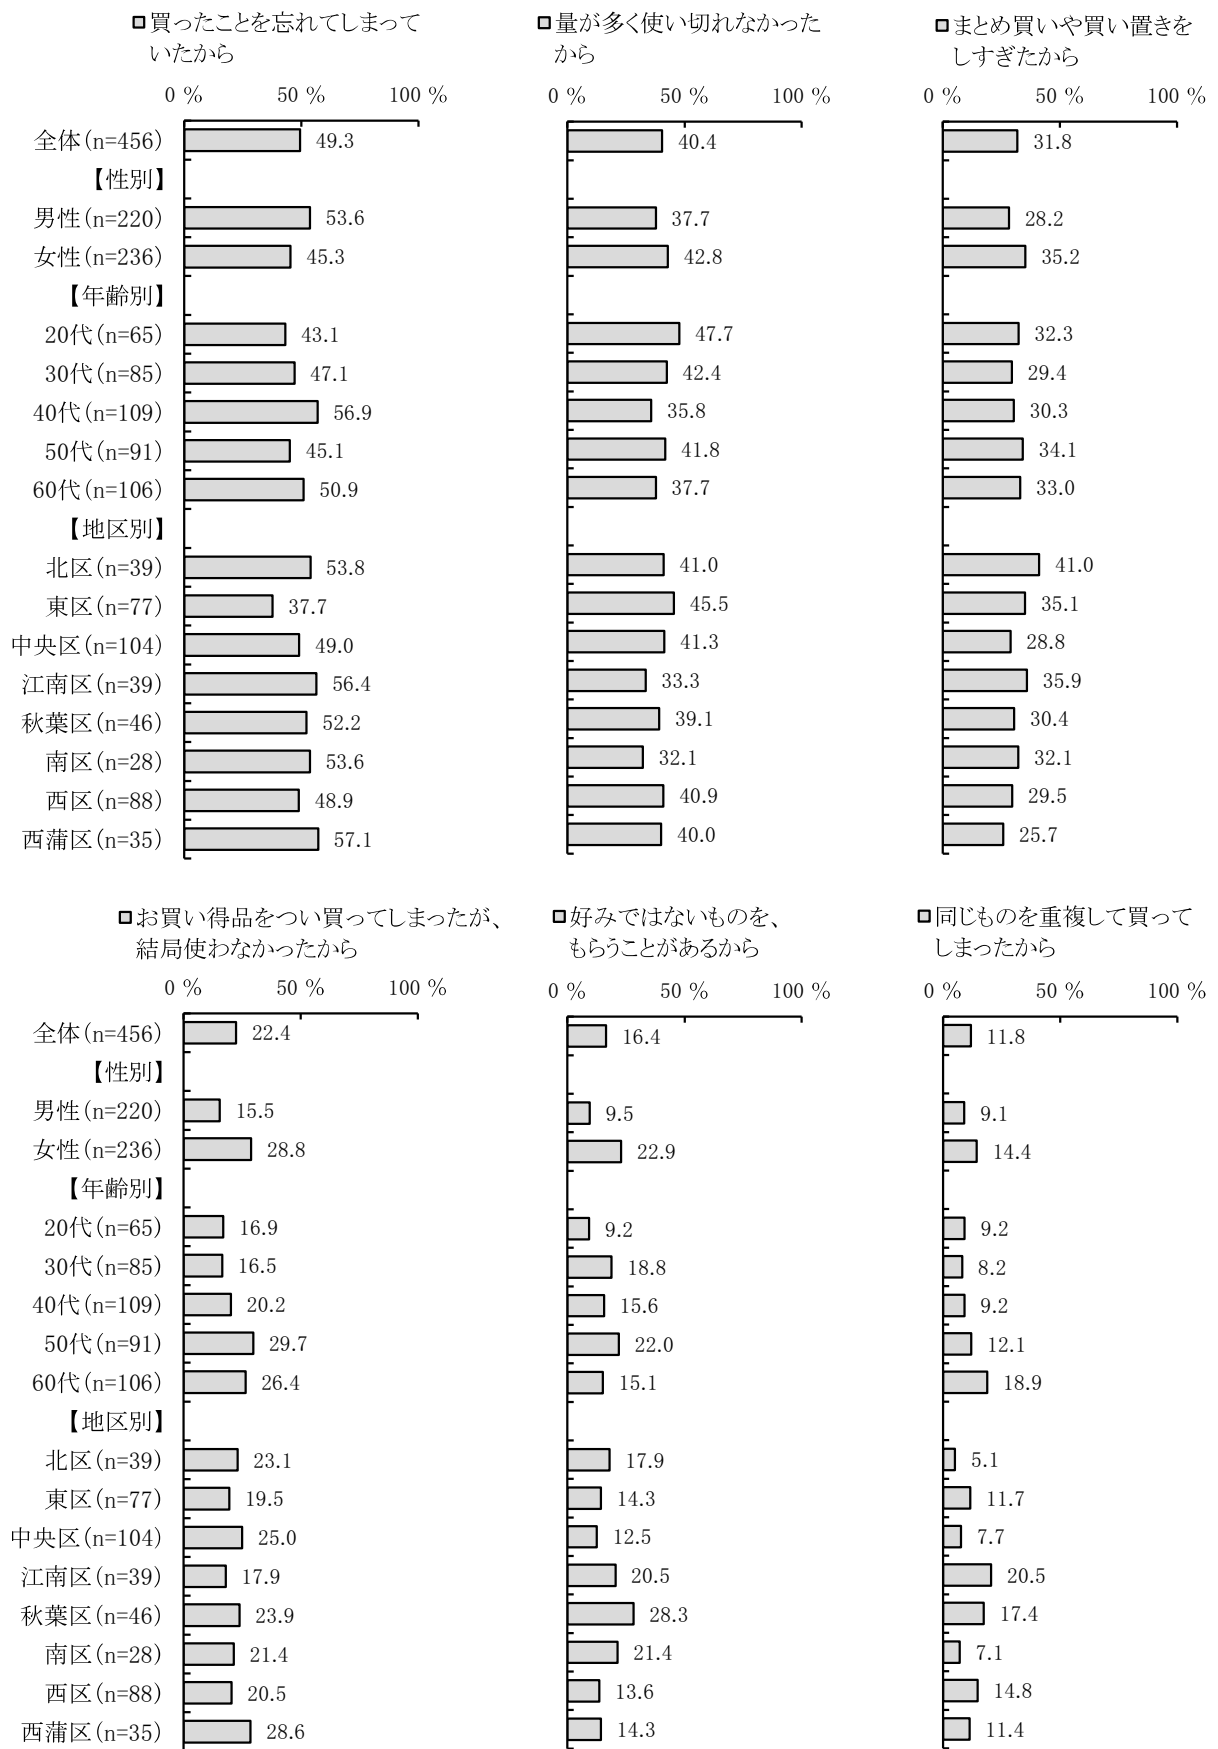 買ったことを忘れてしまって
いたから
0 %　50 %　100 %
量が多く使い切れなかった
から
0 %　50 %　100 %
まとめ買いや買い置きを
しすぎたから
0 %　50 %　100 %
全体(n=456)　49.3　40.4　31.8
【性別】
男性(n=220)　53.6　37.7　28.2
女性(n=236)　45.3　42.8　35.2
【年齢別】
20代(n=65)　43.1　47.7　32.3
30代(n=85)　47.1　42.4　29.4
40代(n=109)　56.9　35.8　30.3
50代(n=91)　45.1　41.8　34.1
60代(n=106)　50.9　37.7　33.0
【地区別】
北区(n=39)　53.8　41.0　41.0
東区(n=77)　37.7　45.5　35.1
中央区(n=104)　49.0　41.3　28.8
江南区(n=39)　56.4　33.3　35.9
秋葉区(n=46)　52.2　39.1　30.4
南区(n=28)　53.6　32.1　32.1
西区(n=88)　48.9　40.9　29.5
西蒲区(n=35)　57.1　40.0　25.7
お買い得品をつい買ってしまったが、
結局使わなかったから
0 %　50 %　100 %
好みではないものを、
もらうことがあるから
0 %　50 %　100 %
同じものを重複して買って
しまったから
0 %　50 %　100 %
全体(n=456)　22.4　16.4　11.8
【性別】
男性(n=220)　15.5　9.5　9.1
女性(n=236)　28.8　22.9　14.4
【年齢別】
20代(n=65)　16.9　9.2　9.2
30代(n=85)　16.5　18.8　8.2
40代(n=109)　20.2　15.6　9.2
50代(n=91)　29.7　22.0　12.1
60代(n=106)　26.4　15.1　18.9
【地区別】
北区(n=39)　23.1　17.9　5.1
東区(n=77)　19.5　14.3　11.7
中央区(n=104)　25.0　12.5　7.7
江南区(n=39)　17.9　20.5　20.5
秋葉区(n=46)　23.9　28.3　17.4
南区(n=28)　21.4　21.4　7.1
西区(n=88)　20.5　13.6　14.8
西蒲区(n=35)　28.6　14.3　11.4